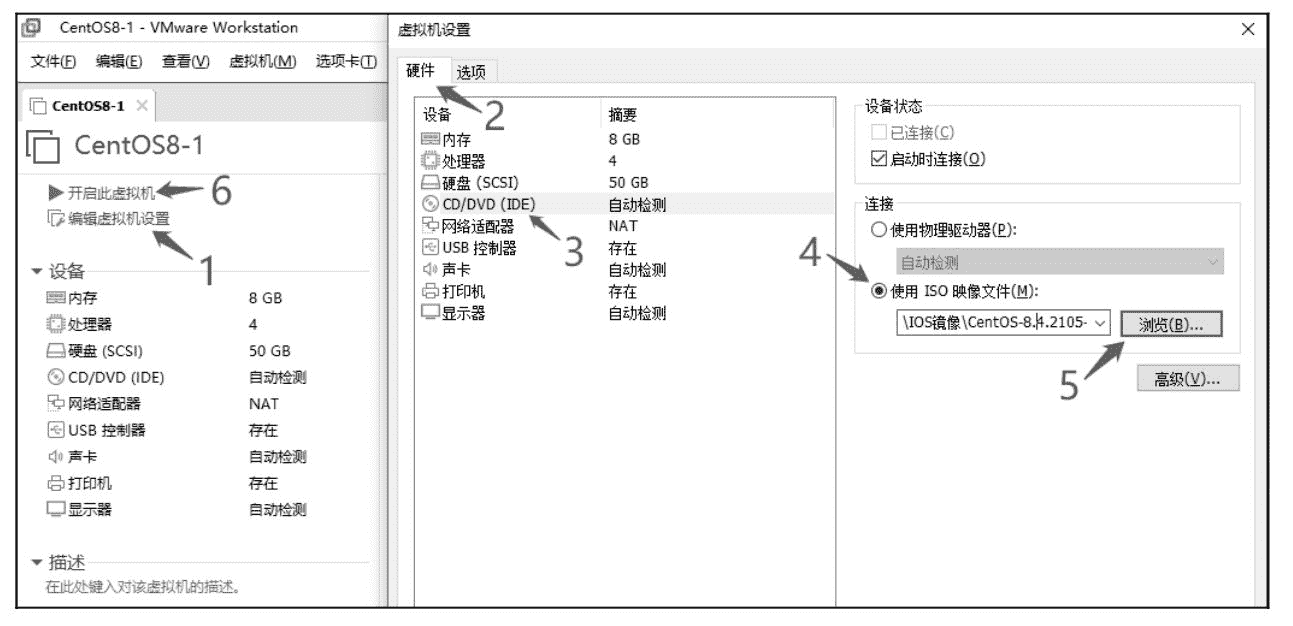 CentOS8-1 - VMware Workstation
文件(F) 编辑(E) 查看(V) 虚拟机(M) 选项卡(T)
CentOS8-1
CentOS8-1
开启此虚拟机
6
编辑虚拟机设置
1
设备
内存 8 GB
处理器 4
硬盘 (SCSI) 50 GB
CD/DVD (IDE) 自动检测
网络适配器 NAT
USB 控制器 存在
声卡 自动检测
打印机 存在
显示器 自动检测
描述
在此处键入对该虚拟机的描述。
虚拟机设置
硬件 选项
2
设备 摘要
内存 8 GB
处理器 4
硬盘 (SCSI) 50 GB
CD/DVD (IDE) 自动检测
网络适配器 NAT
USB 控制器 存在
声卡 自动检测
打印机 存在
显示器 自动检测
3
设备状态
已连接(C)
启动时连接(O)
连接
使用物理驱动器(P):
自动检测
4
使用 ISO 映像文件(M):
\IOS镜像\CentOS-8.4.2105- 浏览(B)...
5
高级(V)...